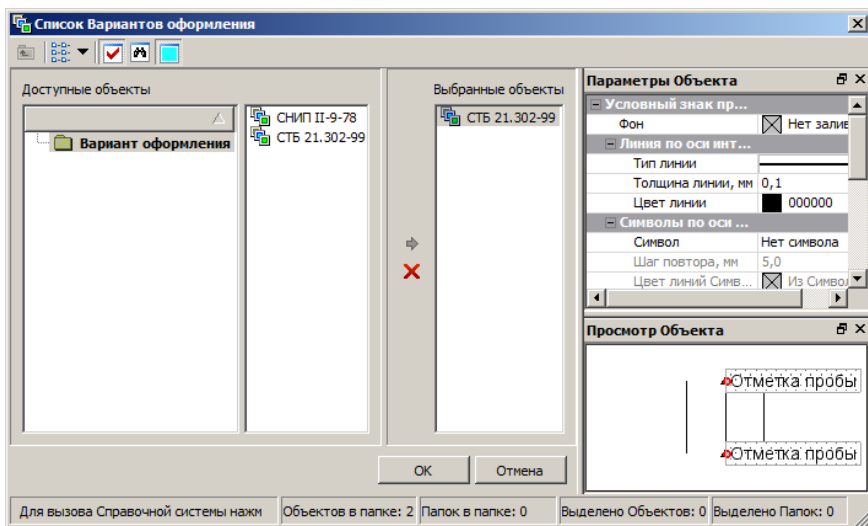 Список Вариантов оформления
Доступные объекты
Вариант оформления
СНИП II-9-78
СТБ 21.302-99
Выбранные объекты
СТБ 21.302-99
OK
Отмена
Параметры Объекта
Условный знак пр...
Фон Нет залив
Линия по оси инт...
Тип линии
Толщина линии, мм 0,1
Цвет линии 000000
Символы по оси ...
Символ Нет символа
Шаг повтора, мм 5,0
Цвет линий Симв... Из Символ
Просмотр Объекта
Отметка пробы
Отметка пробы
Для вызова Справочной системы нажм
Объектов в папке: 2
Папок в папке: 0
Выделено Объектов: 0
Выделено Папок: 0